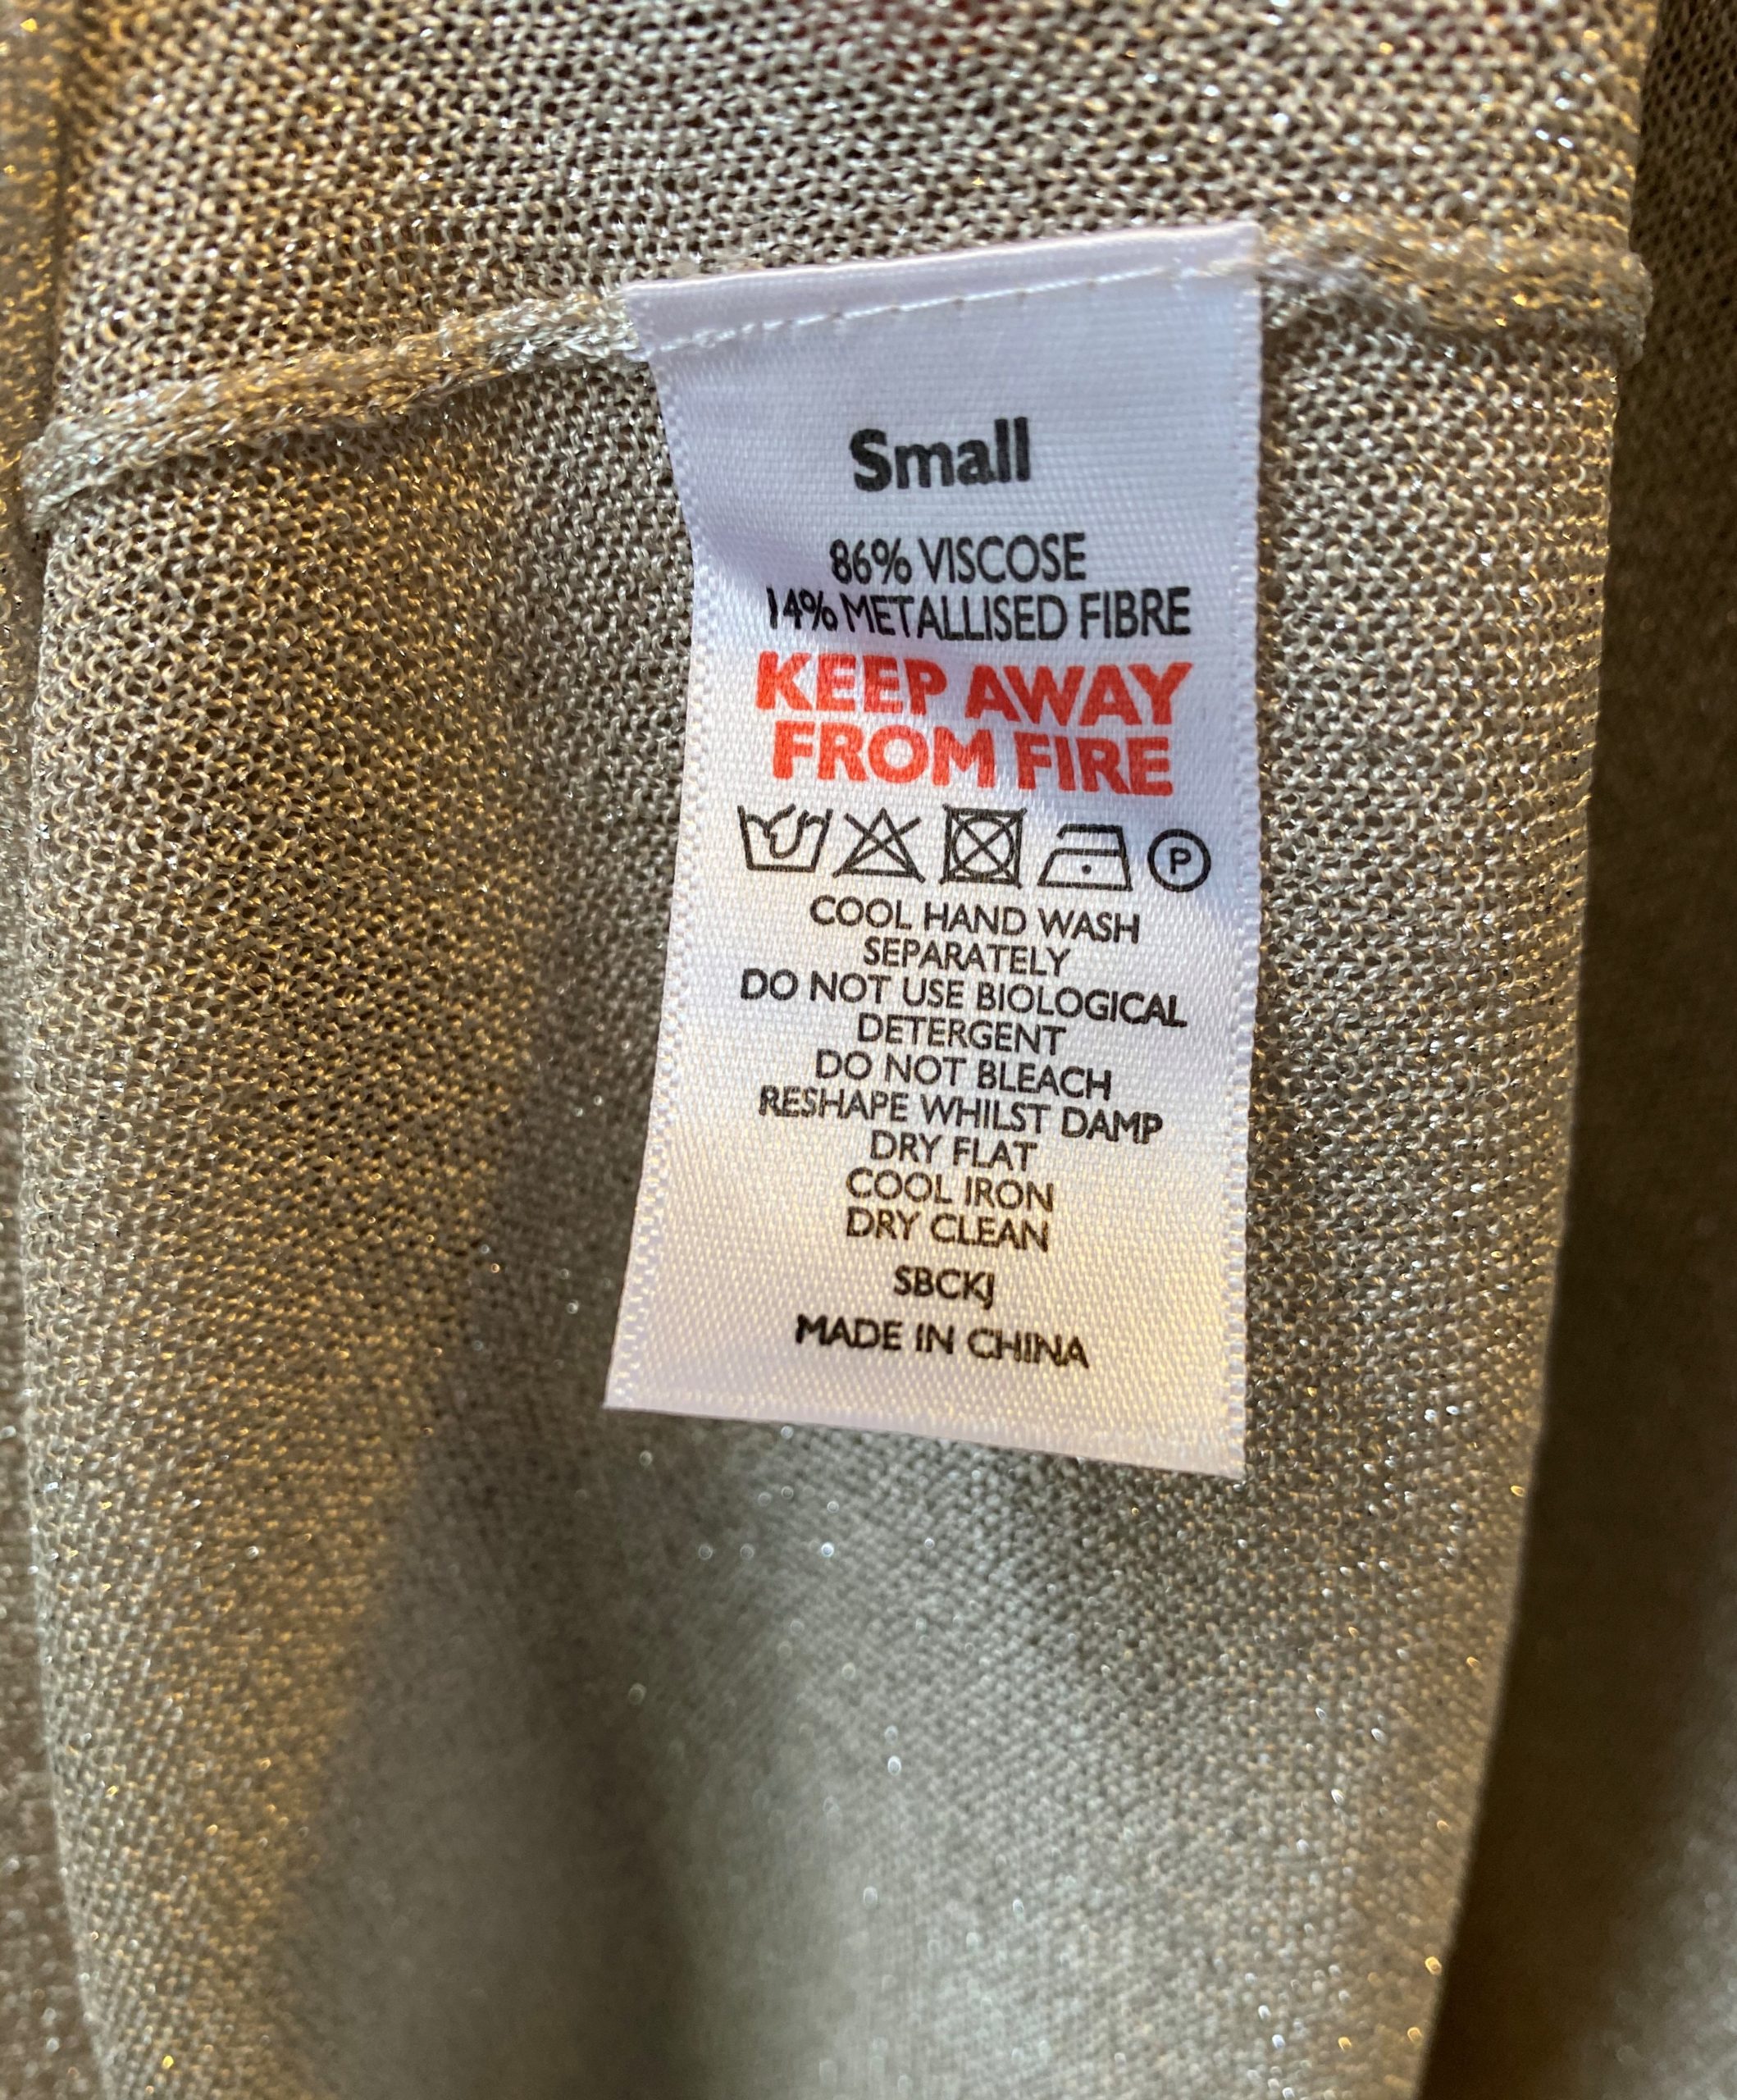 Small
86% VISCOSE
14% METALLISED FIBRE
KEEP AWAY
FROM FIRE
P
COOL HAND WASH
SEPARATELY
DO NOT USE BIOLOGICAL
DETERGENT
DO NOT BLEACH
RESHAPE WHILST DAMP
DRY FLAT
COOL IRON
DRY CLEAN
SBCKJ
MADE IN CHINA